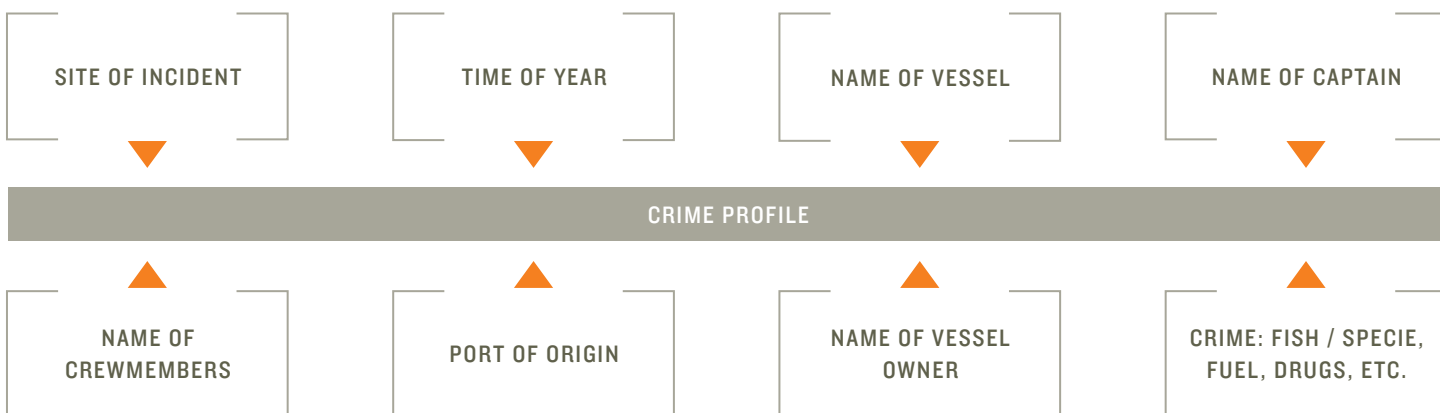 SITE OF INCIDENT
TIME OF YEAR
NAME OF VESSEL
NAME OF CAPTAIN
CRIME PROFILE
NAME OF
CREWMEMBERS
PORT OF ORIGIN
NAME OF VESSEL
OWNER
CRIME: FISH / SPECIE,
FUEL, DRUGS, ETC.